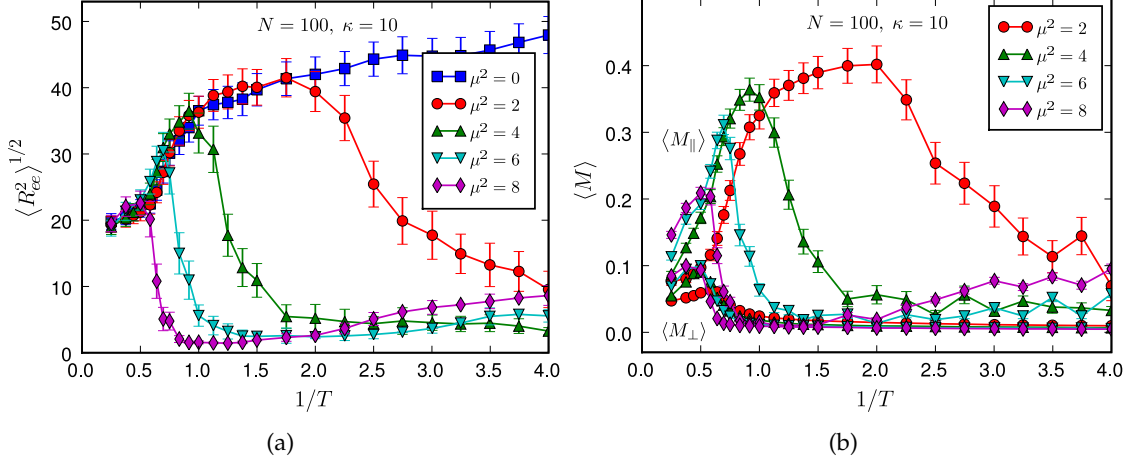 N = 100, κ = 10
50
40
30
20
10
0
⟨R²ee⟩^1/2
μ² = 0
μ² = 2
μ² = 4
μ² = 6
μ² = 8
0.0 0.5 1.0 1.5 2.0 2.5 3.0 3.5 4.0
1/T
(a)
N = 100, κ = 10
0.4
0.3
0.2
0.1
0.0
⟨M⟩
⟨M∥⟩
⟨M⊥⟩
μ² = 2
μ² = 4
μ² = 6
μ² = 8
0.0 0.5 1.0 1.5 2.0 2.5 3.0 3.5 4.0
1/T
(b)